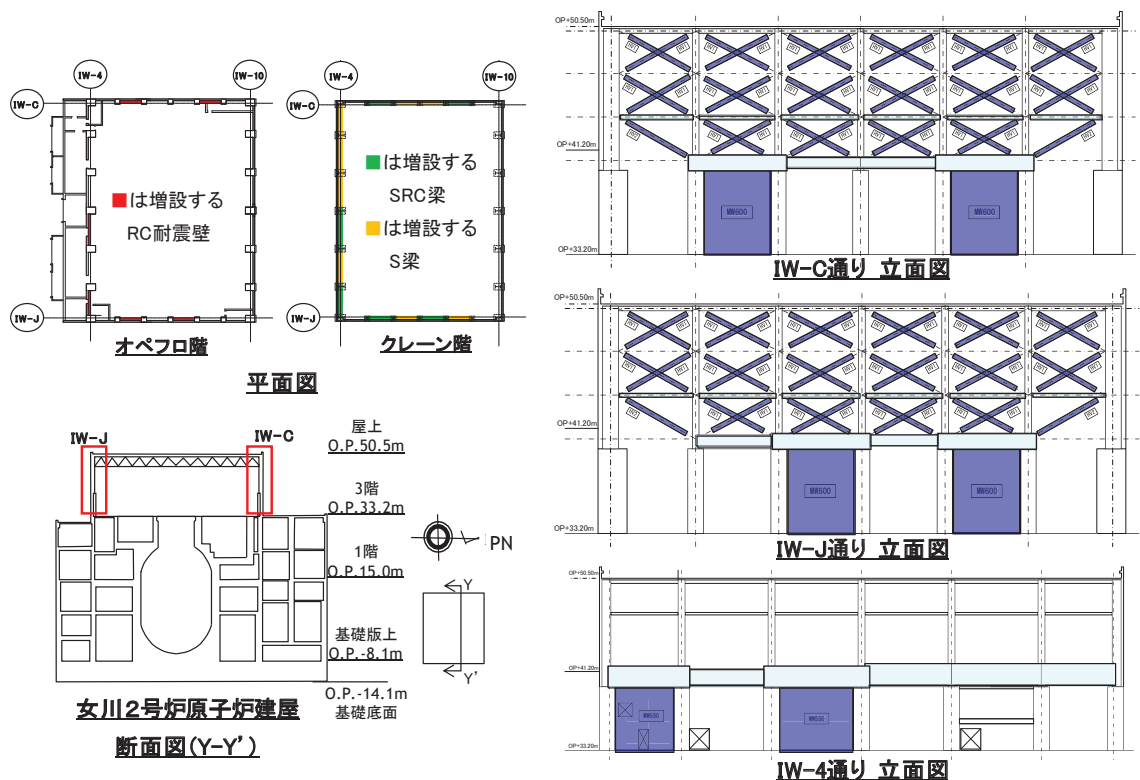 IW-4
IW-10
IW-C
■は増設する
RC耐震壁
IW-J
オペフロ階
IW-4
IW-10
IW-C
■は増設する
SRC梁
■は増設する
S梁
IW-J
クレーン階
平面図
IW-J
IW-C
屋上
O.P.50.5m
3階
O.P.33.2m
1階
O.P.15.0m
基礎版上
O.P.-8.1m
O.P.-14.1m
基礎底面
PN
Y
Y'
女川2号炉原子炉建屋
断面図(Y-Y')
OP+50.50m
OP+41.20m
MW600
MW600
OP+33.20m
IW-C通り 立面図
OP+50.50m
OP+41.20m
MW600
MW600
OP+33.20m
IW-J通り 立面図
OP+50.50m
OP+41.20m
MW550
MW550
OP+33.20m
IW-4通り 立面図